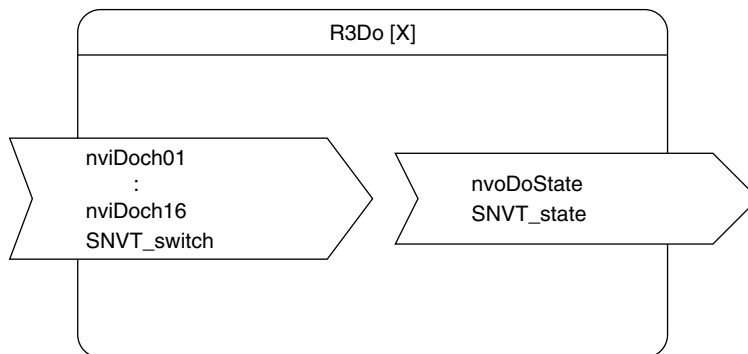 R3Do [X]
nviDoch01
:
nviDoch16
SNVT_switch
nvoDoState
SNVT_state